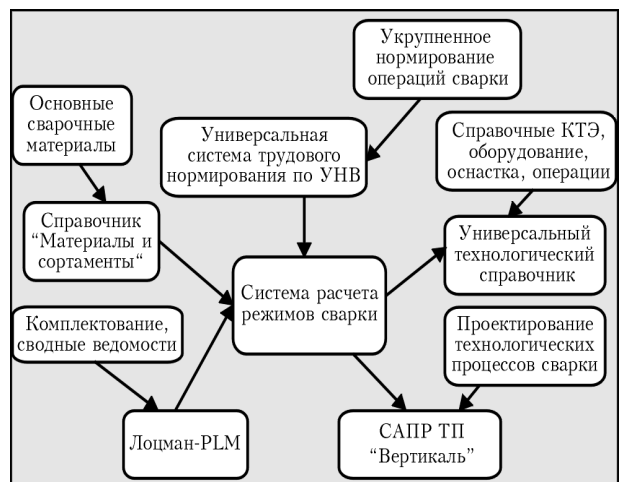 Укрупненное
нормирование
операций сварки
Основные
сварочные
материалы
Универсальная
система трудового
нормирования по УНВ
Справочные КТЭ,
оборудование,
оснастка, операции
Справочник
“Материалы и
сортаменты“
Универсальный
технологический
справочник
Система расчета
режимов сварки
Комплектование,
сводные ведомости
Проектирование
технологических
процессов сварки
Лоцман-PLM
САПР ТП
“Вертикаль”